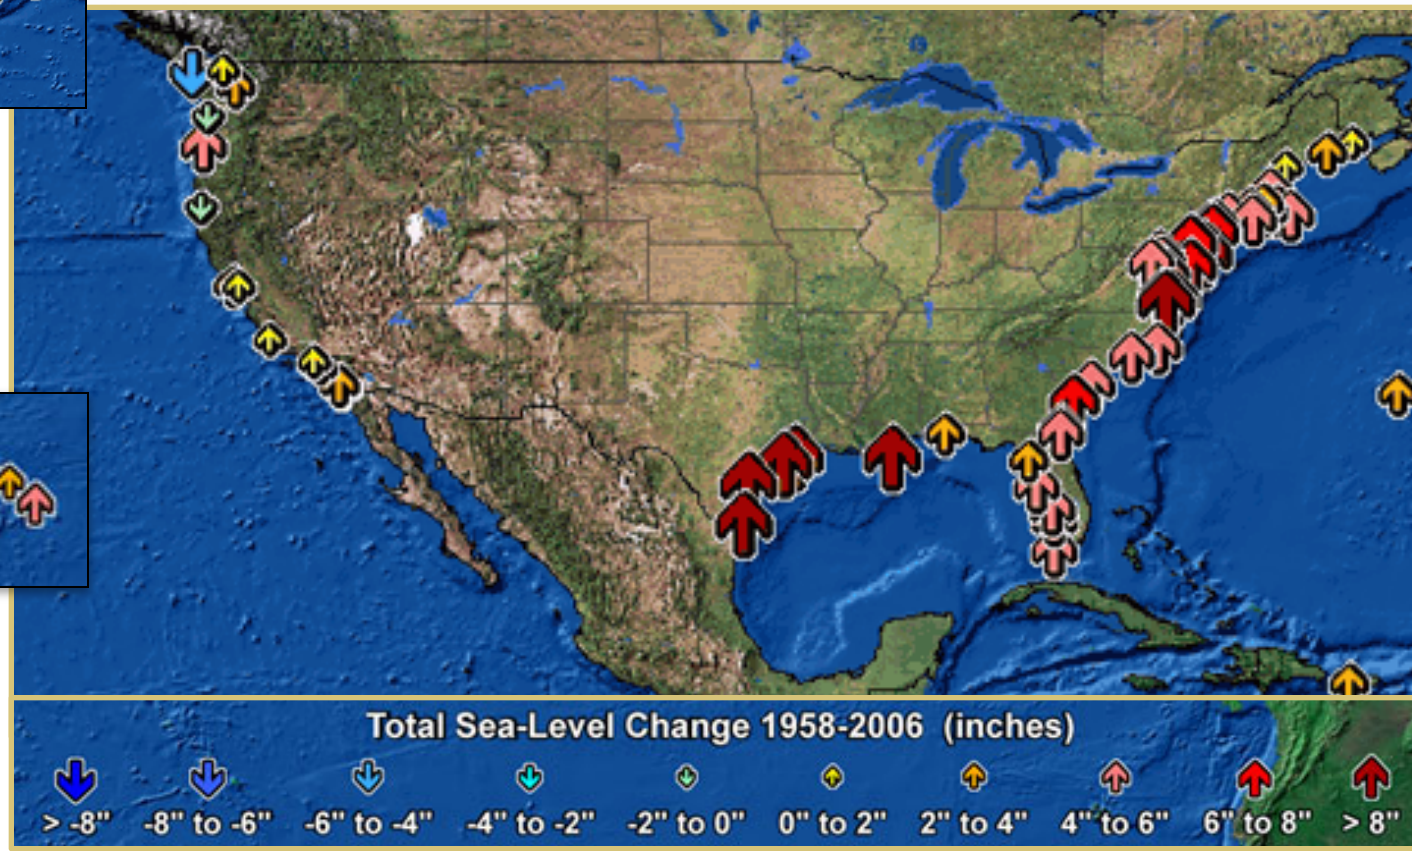 Total Sea-Level Change 1958-2006 (inches)
> -8" -8" to -6" -6" to -4" -4" to -2" -2" to 0" 0" to 2" 2" to 4" 4" to 6" 6" to 8" > 8"